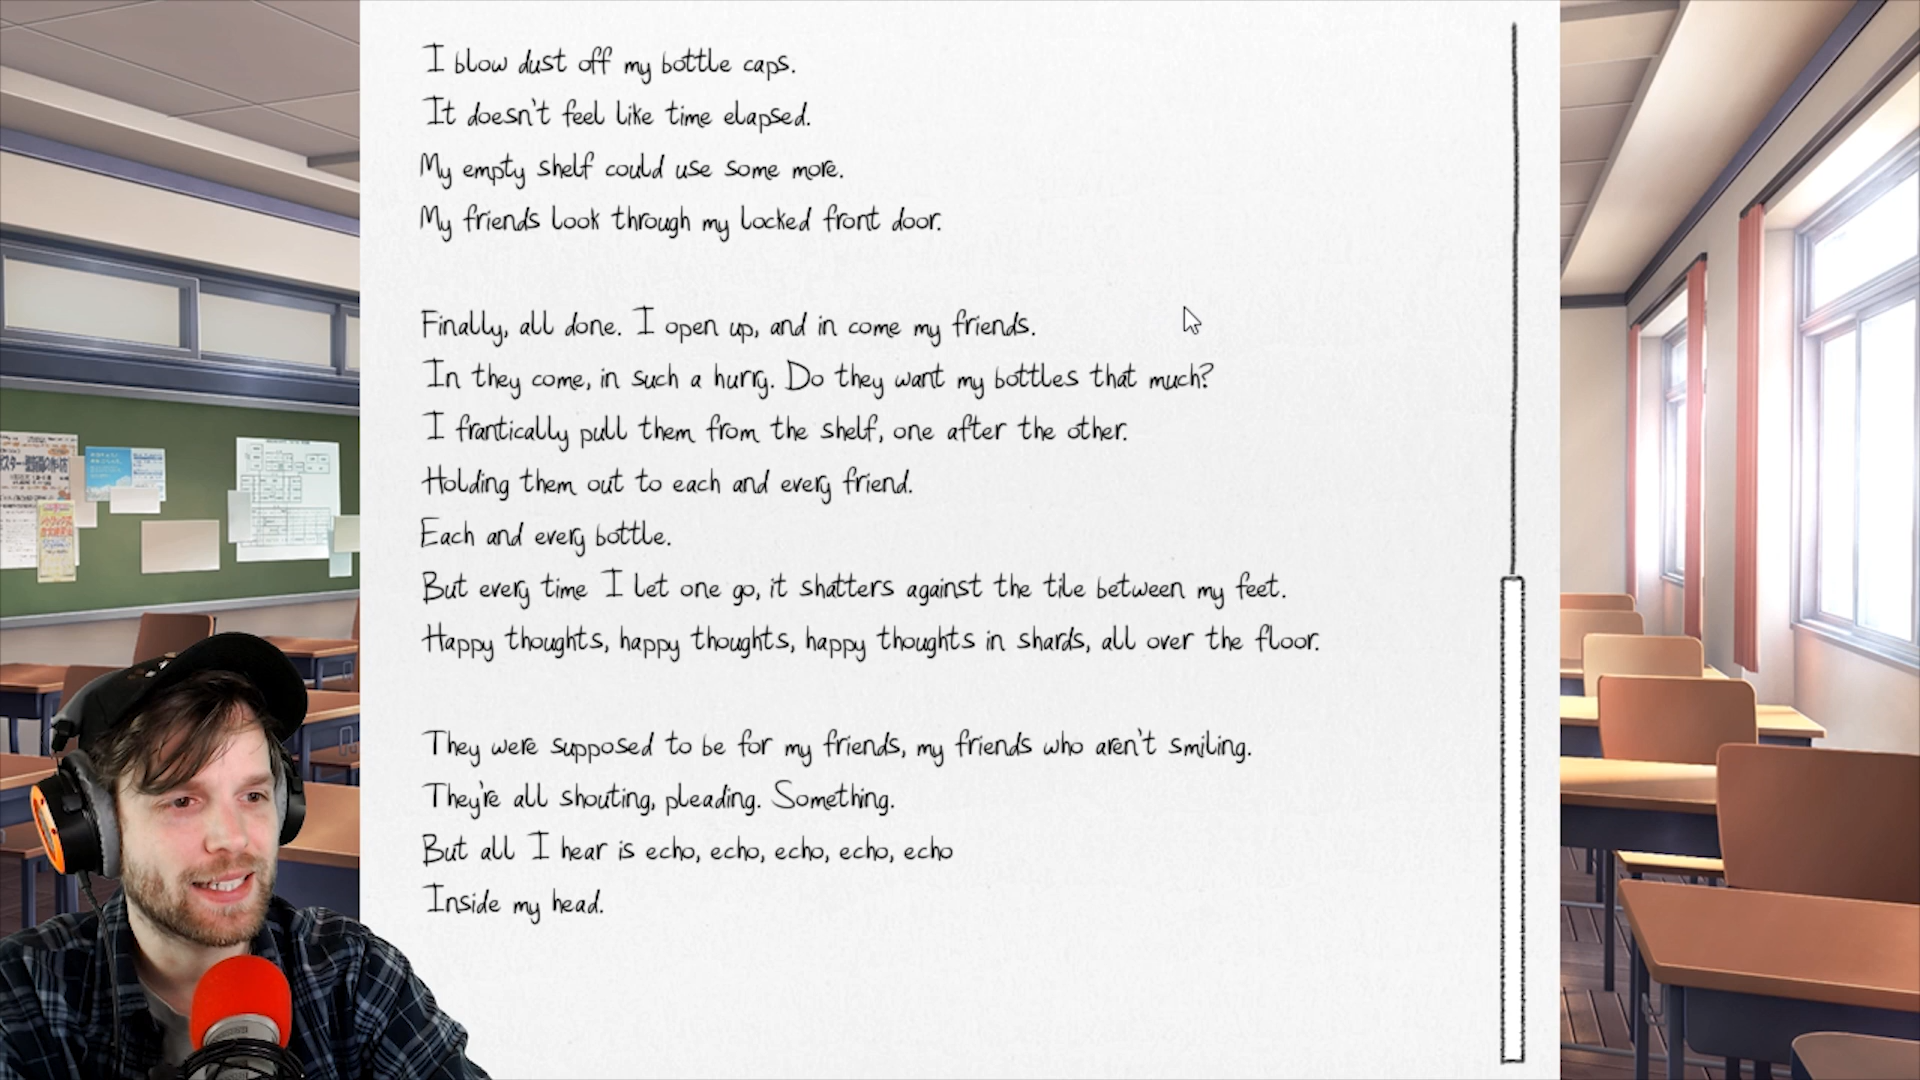 I blow dust off my bottle caps.
It doesn't feel like time elapsed.
My empty shelf could use some more.
My friends look through my locked front door.
Finally, all done. I open up, and in come my friends.
In they come, in such a hurry. Do they want my bottles that much?
I frantically pull them from the shelf, one after the other.
Holding them out to each and every friend.
Each and every bottle.
But every time I let one go, it shatters against the tile between my feet.
Happy thoughts, happy thoughts, happy thoughts in shards, all over the floor.
They were supposed to be for my friends, my friends who aren't smiling.
They're all shouting, pleading. Something.
But all I hear is echo, echo, echo, echo, echo
Inside my head.